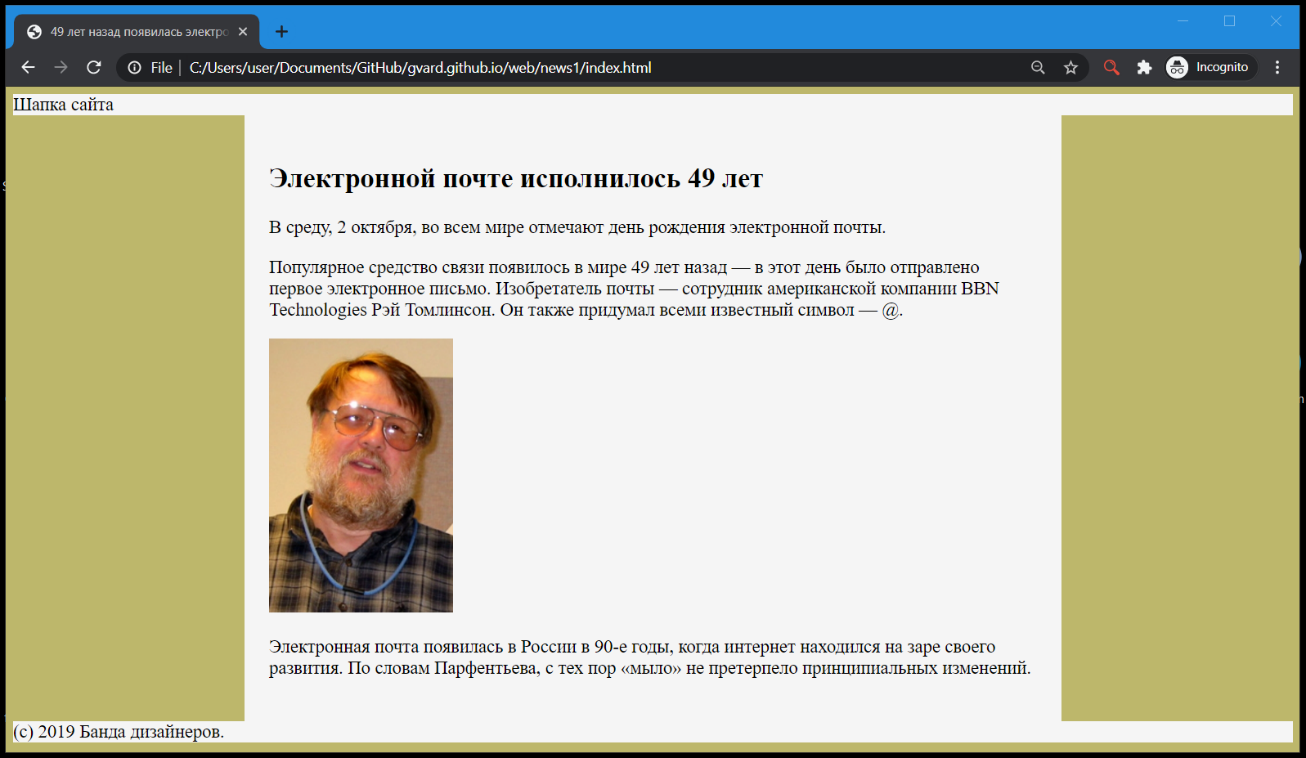 49 лет назад появилась электро
File | C:/Users/user/Documents/GitHub/gvard.github.io/web/news1/index.html
Incognito
Шапка сайта
Электронной почте исполнилось 49 лет
В среду, 2 октября, во всем мире отмечают день рождения электронной почты.
Популярное средство связи появилось в мире 49 лет назад — в этот день было отправлено
первое электронное письмо. Изобретатель почты — сотрудник американской компании BBN
Technologies Рэй Томлинсон. Он также придумал всеми известный символ — @.
Электронная почта появилась в России в 90-е годы, когда интернет находился на заре своего
развития. По словам Парфентьева, с тех пор «мыло» не претерпело принципиальных изменений.
(c) 2019 Банда дизайнеров.